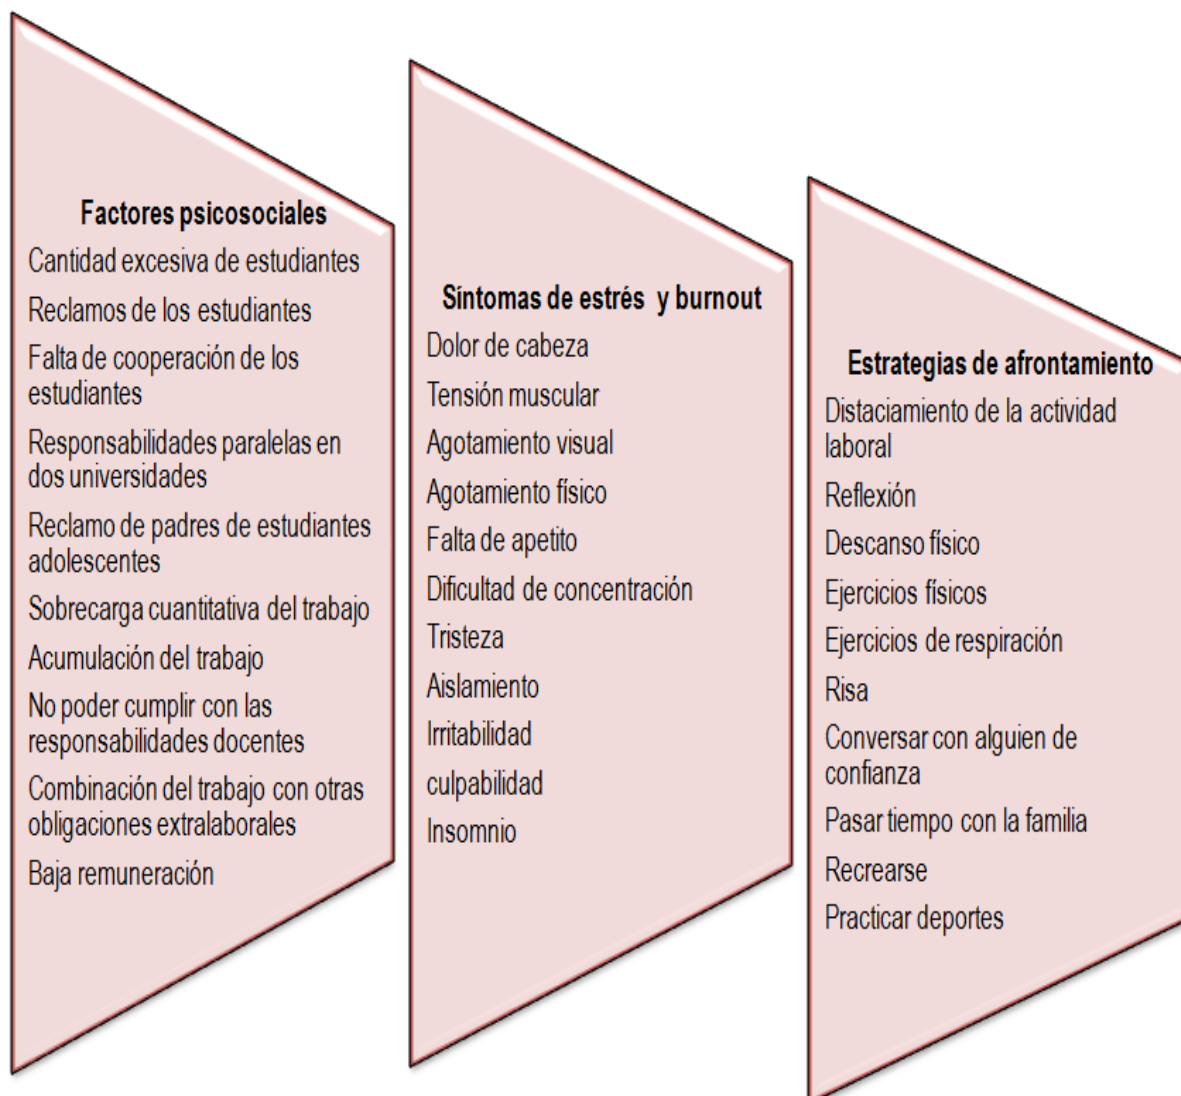 Factores psicosociales
Cantidad excesiva de estudiantes
Reclamos de los estudiantes
Falta de cooperación de los
estudiantes
Responsabilidades paralelas en
dos universidades
Reclamo de padres de estudiantes
adolescentes
Sobrecarga cuantitativa del trabajo
Acumulación del trabajo
No poder cumplir con las
responsabilidades docentes
Combinación del trabajo con otras
obligaciones extralaborales
Baja remuneración
Síntomas de estrés y burnout
Dolor de cabeza
Tensión muscular
Agotamiento visual
Agotamiento físico
Falta de apetito
Dificultad de concentración
Tristeza
Aislamiento
Irritabilidad
culpabilidad
Insomnio
Estrategias de afrontamiento
Distaciamiento de la actividad
laboral
Reflexión
Descanso físico
Ejercicios físicos
Ejercicios de respiración
Risa
Conversar con alguien de
confianza
Pasar tiempo con la familia
Recrearse
Practicar deportes